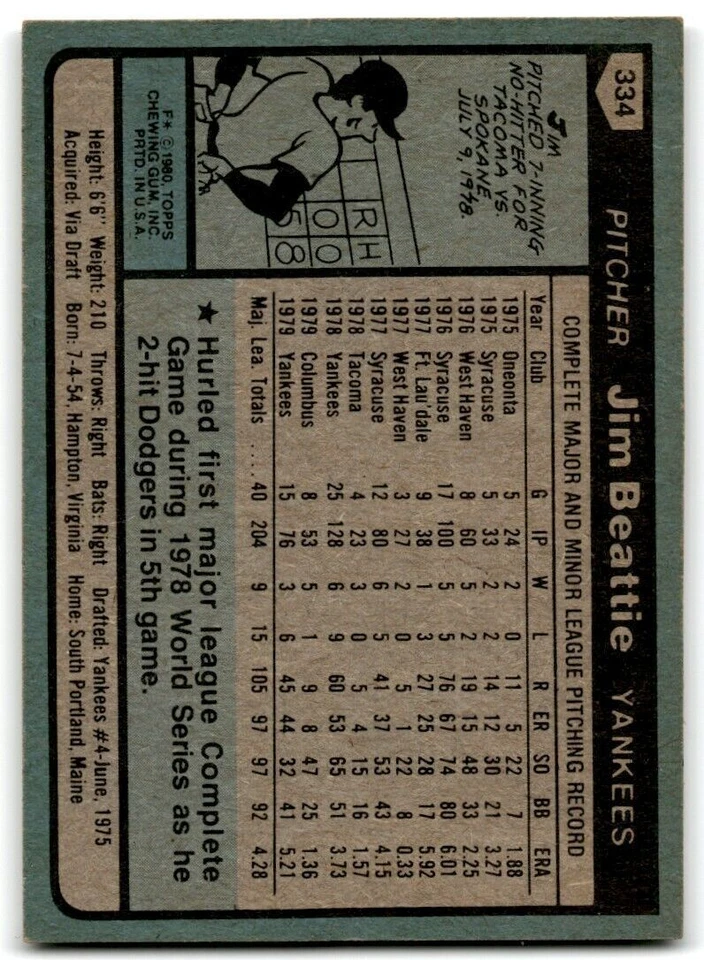 334 PITCHER Jim Beattie YANKEES
JIM
PITCHED 7-INNING
NO-HITTER FOR
TACOMA VS.
SPOKANE,
JULY 9, 1978.
R H
0 0 5
0 8
F* © 1980, TOPPS
CHEWING GUM, INC.
PRTD. IN U.S.A.
COMPLETE MAJOR AND MINOR LEAGUE PITCHING RECORD
Year Club G IP W L R ER SO BB ERA
1975 Oneonta 5 24 2 0 11 5 22 7 1.88
1975 Syracuse 5 33 2 2 14 12 30 21 3.27
1976 West Haven 8 60 5 2 19 15 48 33 2.25
1976 Syracuse 17 100 5 5 76 67 74 80 6.01
1977 Ft. Lau'dale 9 38 1 3 27 25 28 17 5.92
1977 West Haven 3 27 2 0 5 1 22 8 0.33
1977 Syracuse 12 80 6 5 41 37 53 43 4.15
1978 Tacoma 4 23 3 0 5 4 15 16 1.57
1978 Yankees 25 128 6 9 60 53 65 51 3.73
1979 Columbus 8 53 5 1 9 8 47 25 1.36
1979 Yankees 15 76 3 6 45 44 32 41 5.21
Maj. Lea. Totals .... 40 204 9 15 105 97 97 92 4.28
★ Hurled first major league Complete
Game during 1978 World Series as he
2-hit Dodgers in 5th game.
Height: 6'6" Weight: 210 Throws: Right Bats: Right Drafted: Yankees #4-June, 1975
Acquired: Via Draft Born: 7-4-54, Hampton, Virginia Home: South Portland, Maine